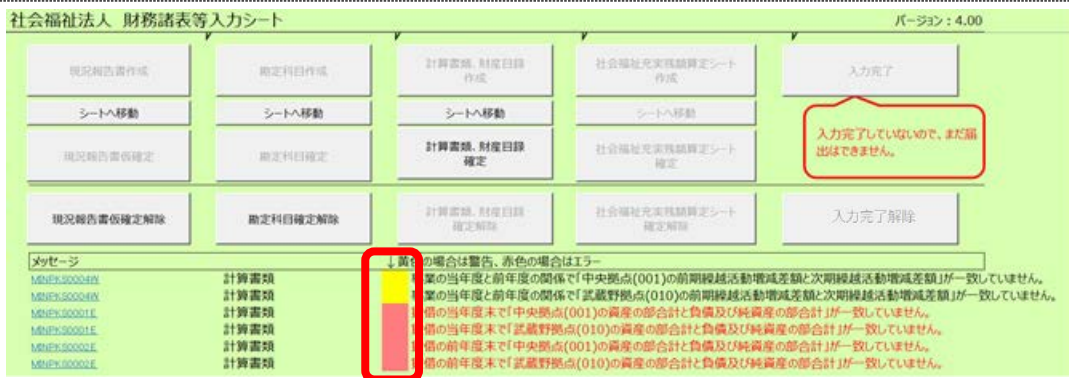 社会福祉法人 財務諸表等入力シート
バージョン：4.00
現況報告書作成
勘定科目作成
計算書類、財産目録
作成
社会福祉充実残額算定シート
作成
入力完了
シートへ移動
シートへ移動
シートへ移動
シートへ移動
入力完了していないので、まだ届
出はできません。
現況報告書仮確定
勘定科目確定
計算書類、財産目録
確定
社会福祉充実残額算定シート
確定
現況報告書仮確定解除
勘定科目確定解除
計算書類、財産目録
確定解除
社会福祉充実残額算定シート
確定解除
入力完了解除
メッセージ
↓黄色の場合は警告、赤色の場合はエラー
MINPKS0004W 計算書類 業の当年度と前年度の関係で「中央拠点(001)の前期繰越活動増減差額と次期繰越活動増減差額」が一致していません。
MINPKS0004W 計算書類 業の当年度と前年度の関係で「武蔵野拠点(010)の前期繰越活動増減差額と次期繰越活動増減差額」が一致していません。
MINPKS0001E 計算書類 借の当年度末で「中央拠点(001)の資産の部合計と負債及び純資産の部合計」が一致していません。
MINPKS0001E 計算書類 借の当年度末で「武蔵野拠点(010)の資産の部合計と負債及び純資産の部合計」が一致していません。
MINPKS0002E 計算書類 借の前年度末で「中央拠点(001)の資産の部合計と負債及び純資産の部合計」が一致していません。
MINPKS0002E 計算書類 借の前年度末で「武蔵野拠点(010)の資産の部合計と負債及び純資産の部合計」が一致していません。